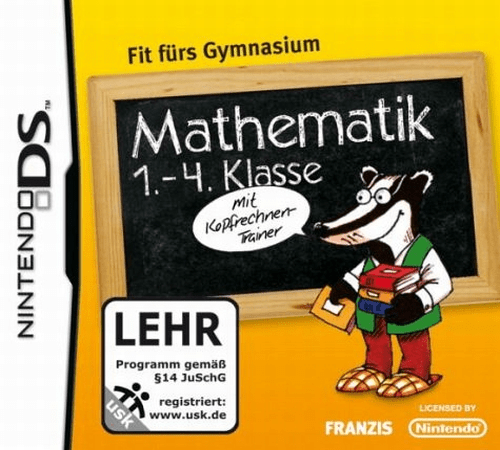 NINTENDO DS™
Fit fürs Gymnasium
Mathematik
1.-4. Klasse
mit
Kopfrechnen-
Trainer
LEHR
Programm gemäß
§14 JuSchG
registriert:
www.usk.de
usk
FRANZIS
LICENSED BY
Nintendo